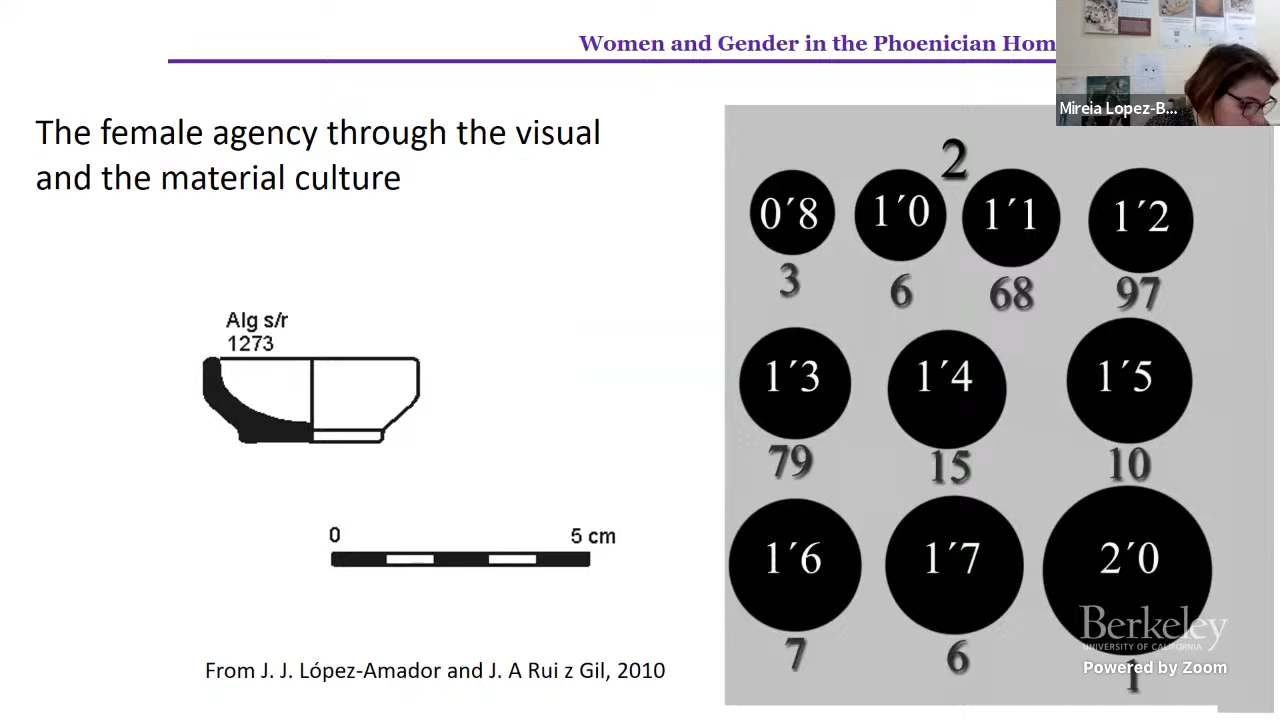 Women and Gender in the Phoenician Hom
Mireia Lopez-B...
The female agency through the visual
and the material culture
Alg s/r
1273
0 5 cm
From J. J. López-Amador and J. A Rui z Gil, 2010
2
0´8 1´0 1´1 1´2
3 6 68 97
1´3 1´4 1´5
79 15 10
1´6 1´7 2´0
7 6 1
Berkeley
UNIVERSITY OF CALIFORNIA
Powered by Zoom